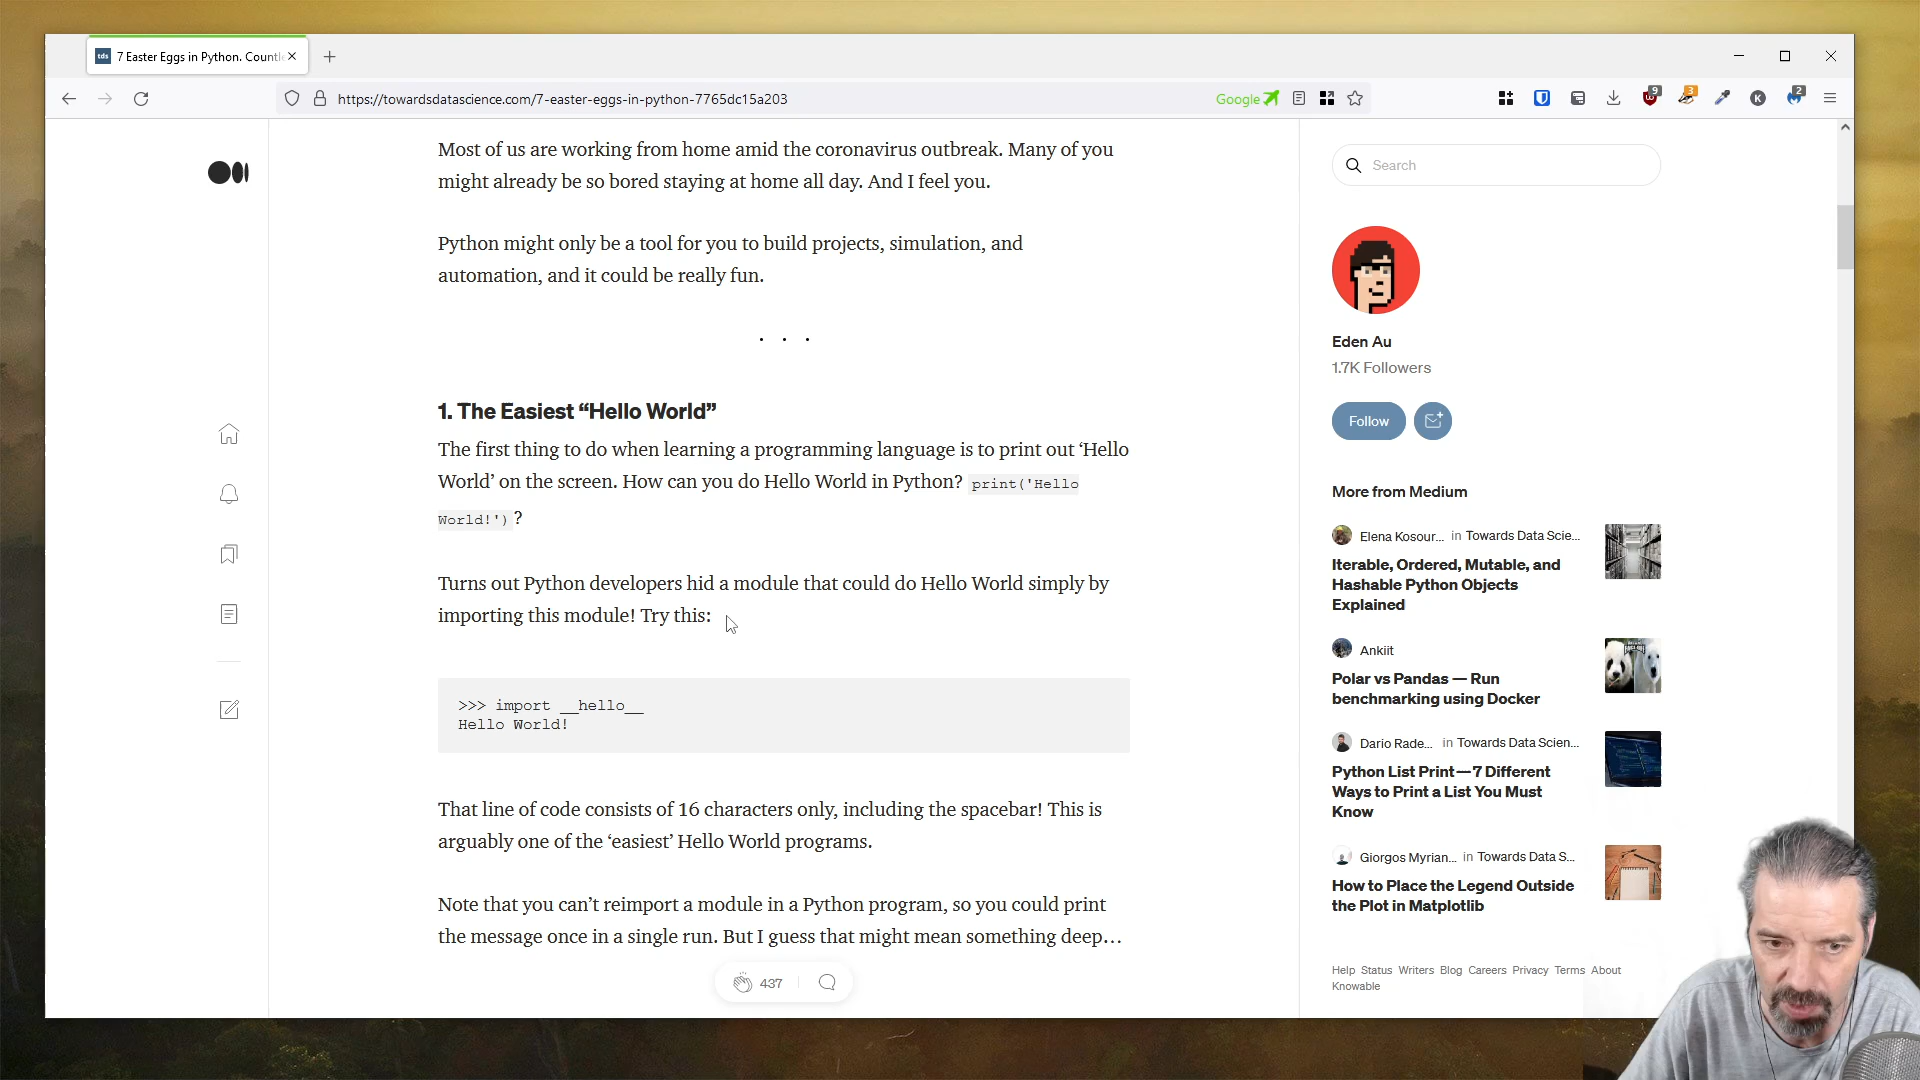 tds 7 Easter Eggs in Python. Countle
https://towardsdatascience.com/7-easter-eggs-in-python-7765dc15a203
Google
9
3
K
2
Most of us are working from home amid the coronavirus outbreak. Many of you
might already be so bored staying at home all day. And I feel you.
Python might only be a tool for you to build projects, simulation, and
automation, and it could be really fun.
. . .
1. The Easiest “Hello World”
The first thing to do when learning a programming language is to print out ‘Hello
World’ on the screen. How can you do Hello World in Python? print('Hello
World!') ?
Turns out Python developers hid a module that could do Hello World simply by
importing this module! Try this:
>>> import __hello__
Hello World!
That line of code consists of 16 characters only, including the spacebar! This is
arguably one of the ‘easiest’ Hello World programs.
Note that you can’t reimport a module in a Python program, so you could print
the message once in a single run. But I guess that might mean something deep…
437
Search
Eden Au
1.7K Followers
Follow
More from Medium
Elena Kosour... in Towards Data Scie...
Iterable, Ordered, Mutable, and
Hashable Python Objects
Explained
Ankiit
Polar vs Pandas — Run
benchmarking using Docker
Dario Rade... in Towards Data Scien...
Python List Print — 7 Different
Ways to Print a List You Must
Know
Giorgos Myrian... in Towards Data S...
How to Place the Legend Outside
the Plot in Matplotlib
Help Status Writers Blog Careers Privacy Terms About
Knowable